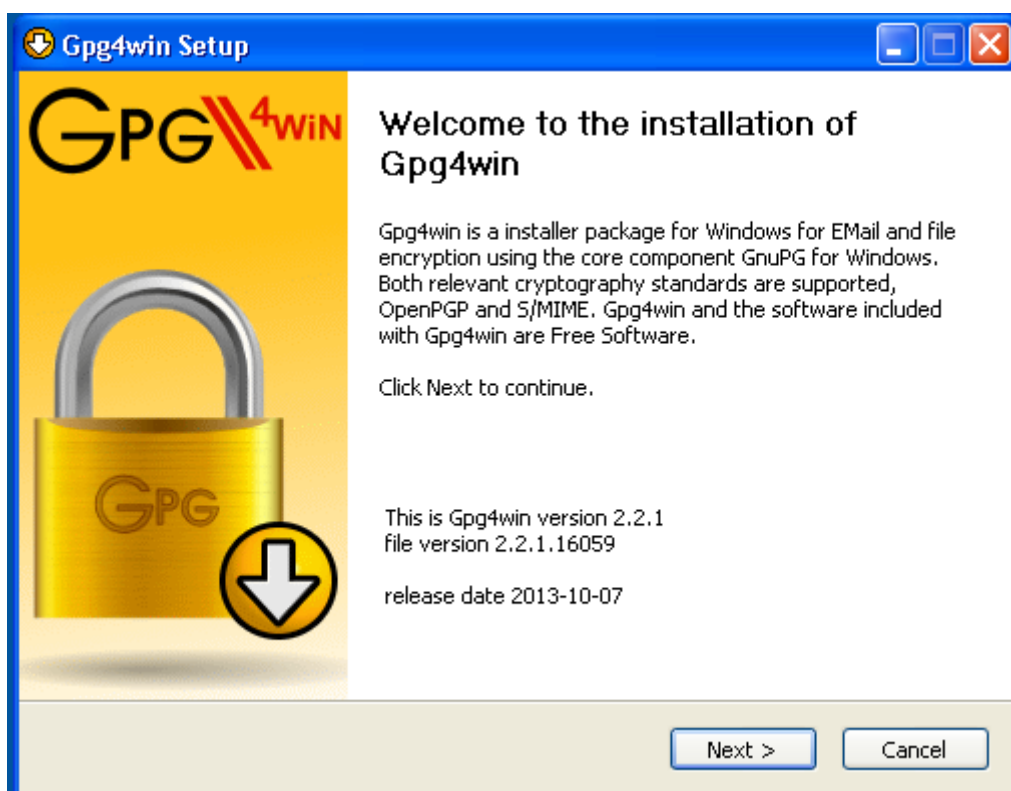 Gpg4win Setup
GPG4WiN
Welcome to the installation of
Gpg4win
Gpg4win is a installer package for Windows for EMail and file
encryption using the core component GnuPG for Windows.
Both relevant cryptography standards are supported,
OpenPGP and S/MIME. Gpg4win and the software included
with Gpg4win are Free Software.
Click Next to continue.
GPG
This is Gpg4win version 2.2.1
file version 2.2.1.16059
release date 2013-10-07
Next >
Cancel